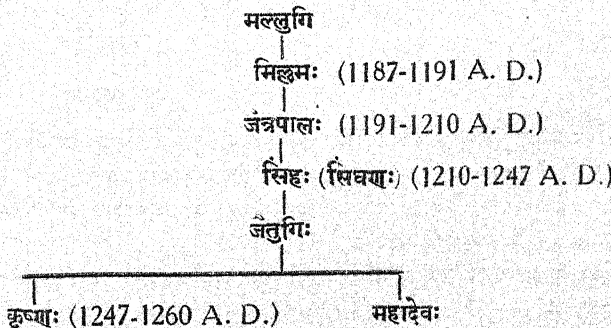 मल्लुगि
मिल्लमः (1187-1191 A. D.)
जंत्रपालः (1191-1210 A. D.)
सिंहः (सिंघणः) (1210-1247 A. D.)
जैतुगिः
कृष्णः (1247-1260 A. D.) महादेवः